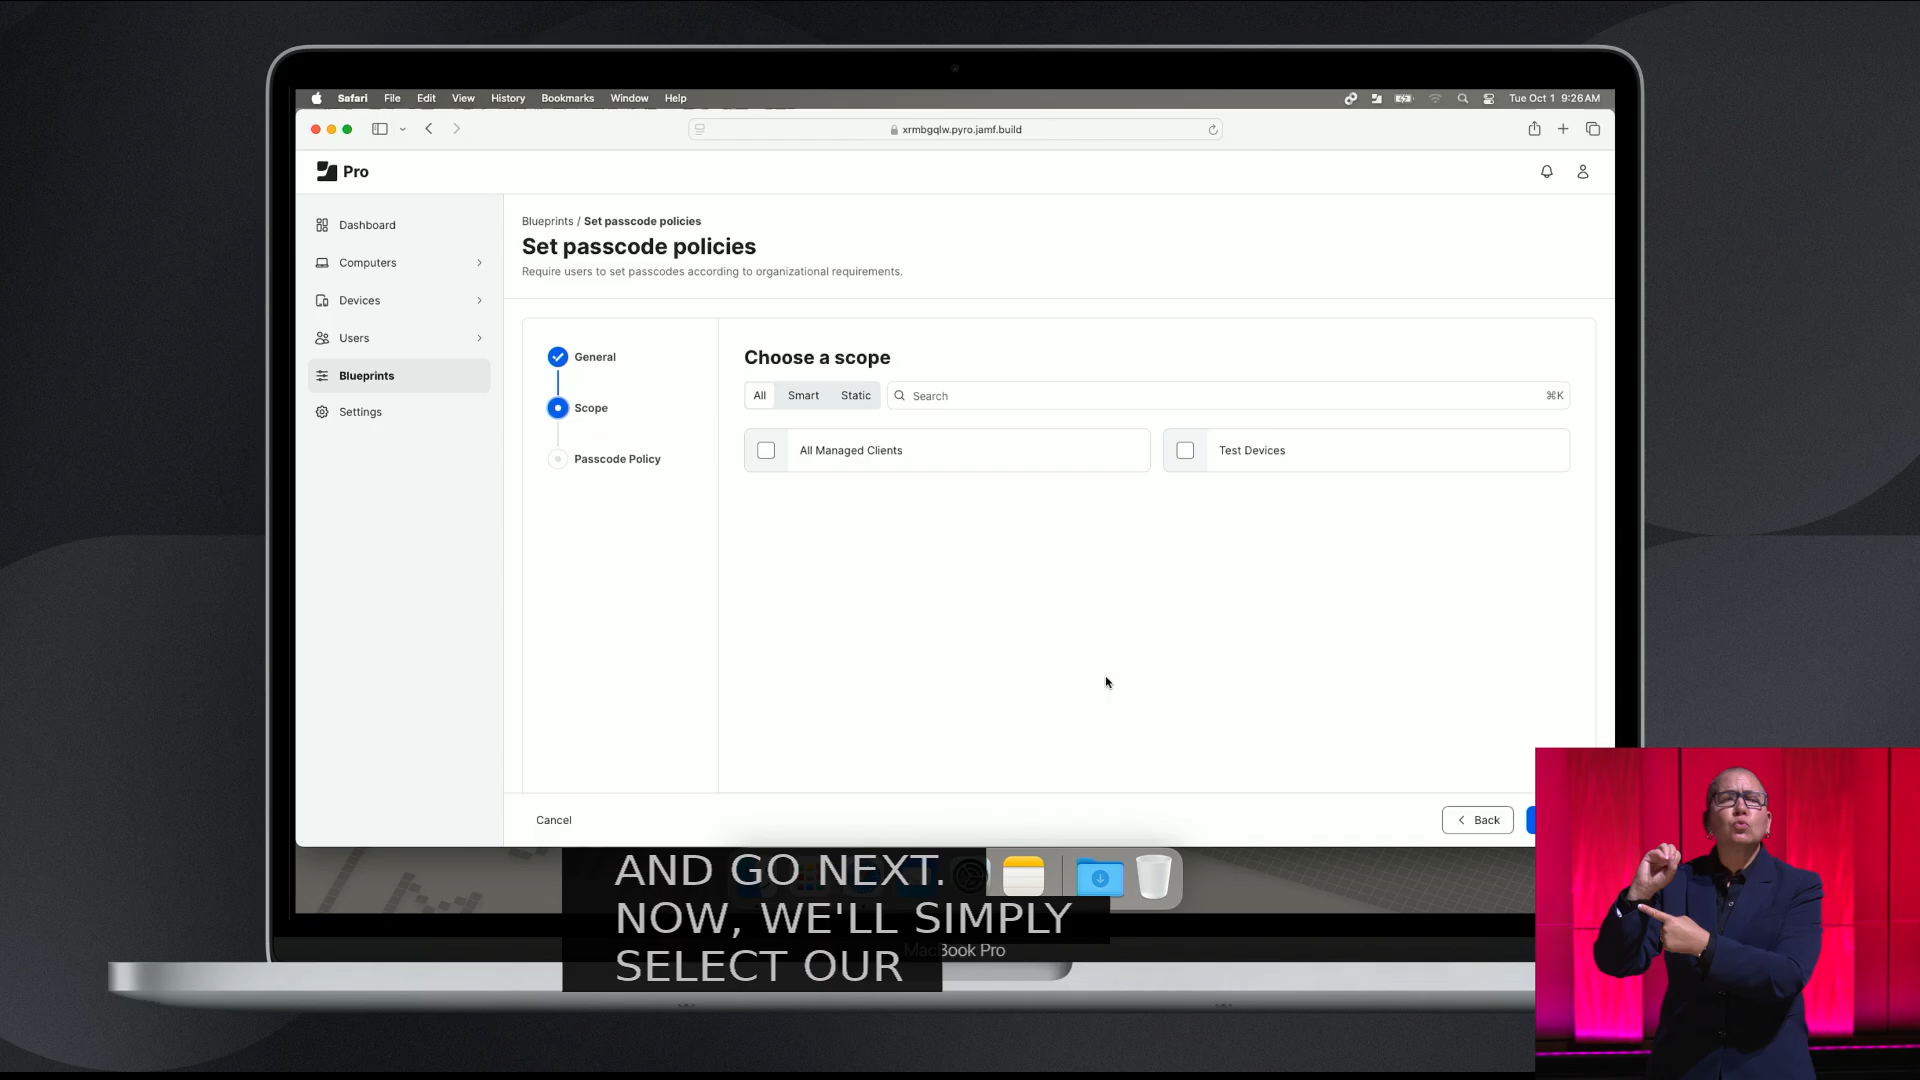 Safari File Edit View History Bookmarks Window Help Tue Oct 1 9:26 AM
xrmbgqlw.pyro.jamf.build
Pro
Dashboard
Computers
Devices
Users
Blueprints
Settings
Blueprints / Set passcode policies
Set passcode policies
Require users to set passcodes according to organizational requirements.
General
Scope
Passcode Policy
Choose a scope
All Smart Static Search ⌘K
All Managed Clients
Test Devices
Cancel
Back
AND GO NEXT.
NOW, WE'LL SIMPLY
SELECT OUR
MacBook Pro